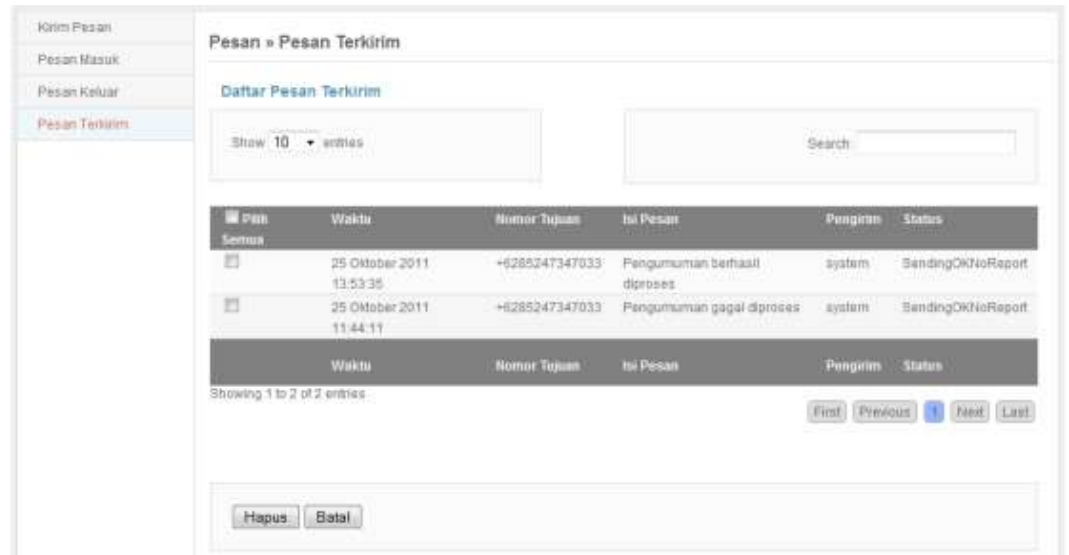 Kirim Pesan
Pesan Masuk
Pesan Keluar
Pesan Terkirim
Pesan » Pesan Terkirim
Daftar Pesan Terkirim
Show 10 entries
Search
Pilih Semua Waktu Nomor Tujuan Isi Pesan Pengirim Status
25 Oktober 2011 13:53:35 +6285247347033 Pengumuman berhasil diproses system SendingOKNoReport
25 Oktober 2011 11:44:11 +6285247347033 Pengumuman gagal diproses system SendingOKNoReport
Waktu Nomor Tujuan Isi Pesan Pengirim Status
Showing 1 to 2 of 2 entries
First Previous 1 Next Last
Hapus Batal